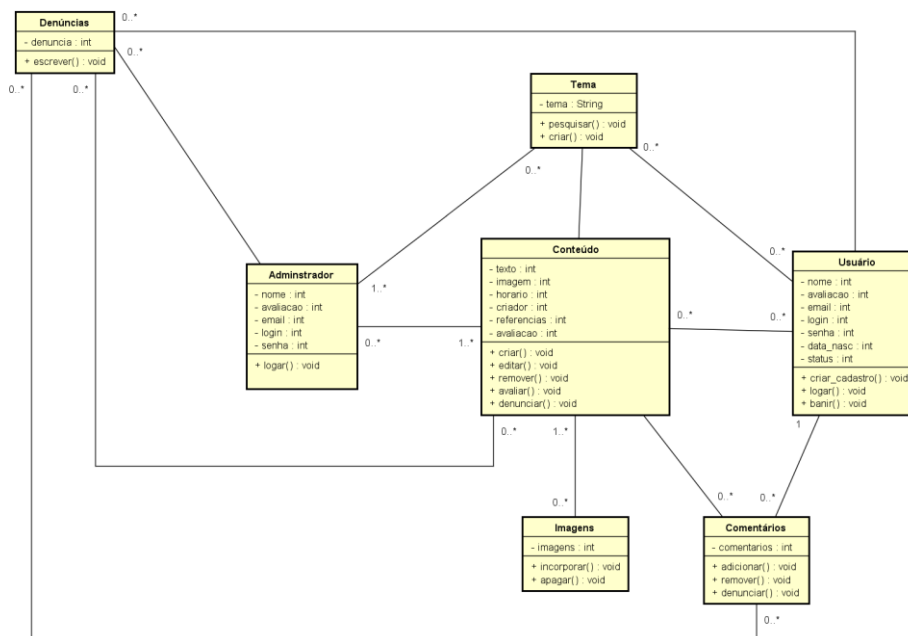 Denúncias
- denuncia : int
+ escrever() : void
0..*
0..*
0..*
0..*
Tema
- tema : String
+ pesquisar() : void
+ criar() : void
0..*
0..*
Adminstrador
- nome : int
- avaliacao : int
- email : int
- login : int
- senha : int
+ logar() : void
1..*
0..*
1..*
Conteúdo
- texto : int
- imagem : int
- horario : int
- criador : int
- referencias : int
- avaliacao : int
+ criar() : void
+ editar() : void
+ remover() : void
+ avaliar() : void
+ denunciar() : void
0..*
0..*
0..*
Usuário
- nome : int
- avaliacao : int
- email : int
- login : int
- senha : int
- data_nasc : int
- status : int
+ criar_cadastro() : void
+ logar() : void
+ banir() : void
0..*
1..*
1
0..*
0..*
0..*
Imagens
- imagens : int
+ incorporar() : void
+ apagar() : void
Comentários
- comentarios : int
+ adicionar() : void
+ remover() : void
+ denunciar() : void
0..*